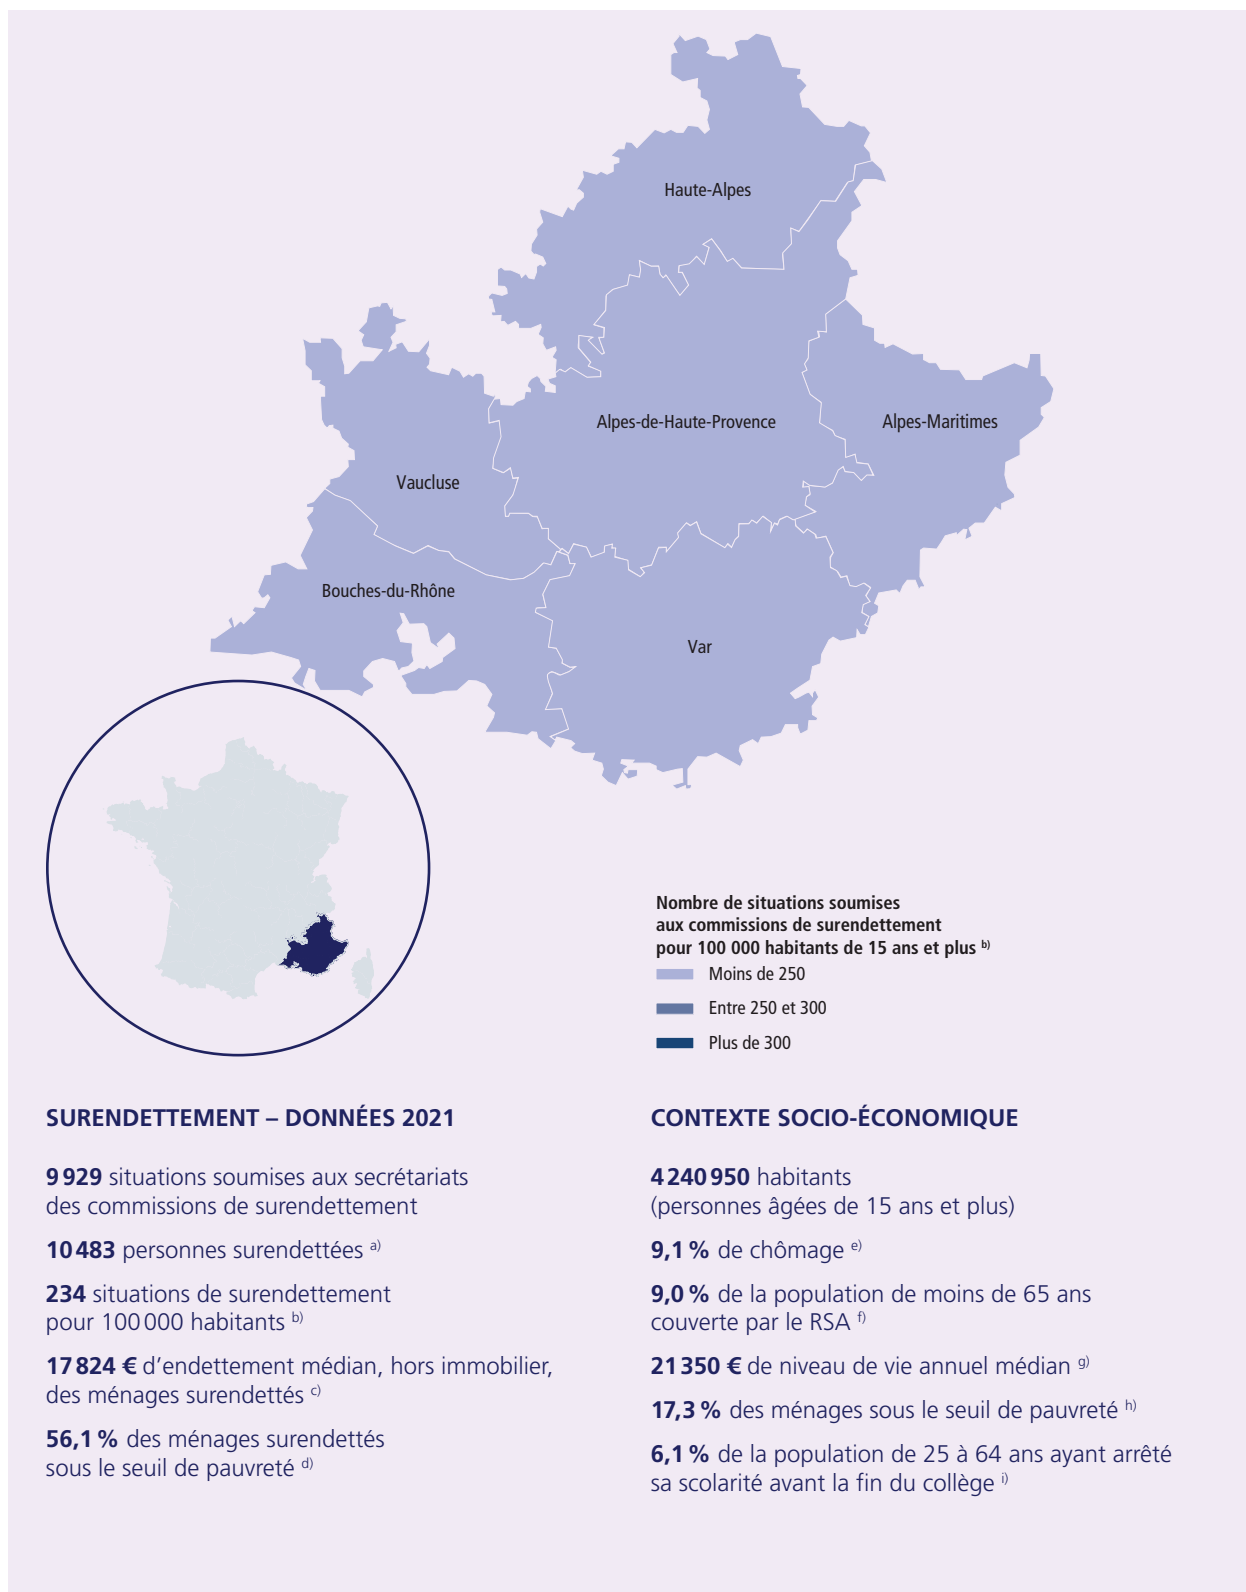 Haute-Alpes
Alpes-de-Haute-Provence
Alpes-Maritimes
Vaucluse
Bouches-du-Rhône
Var
Nombre de situations soumises
aux commissions de surendettement
pour 100 000 habitants de 15 ans et plus b)
Moins de 250
Entre 250 et 300
Plus de 300
SURENDETTEMENT – DONNÉES 2021
9 929 situations soumises aux secrétariats
des commissions de surendettement
10 483 personnes surendettées a)
234 situations de surendettement
pour 100 000 habitants b)
17 824 € d’endettement médian, hors immobilier,
des ménages surendettés c)
56,1 % des ménages surendettés
sous le seuil de pauvreté d)
CONTEXTE SOCIO-ÉCONOMIQUE
4 240 950 habitants
(personnes âgées de 15 ans et plus)
9,1 % de chômage e)
9,0 % de la population de moins de 65 ans
couverte par le RSA f)
21 350 € de niveau de vie annuel médian g)
17,3 % des ménages sous le seuil de pauvreté h)
6,1 % de la population de 25 à 64 ans ayant arrêté
sa scolarité avant la fin du collège i)